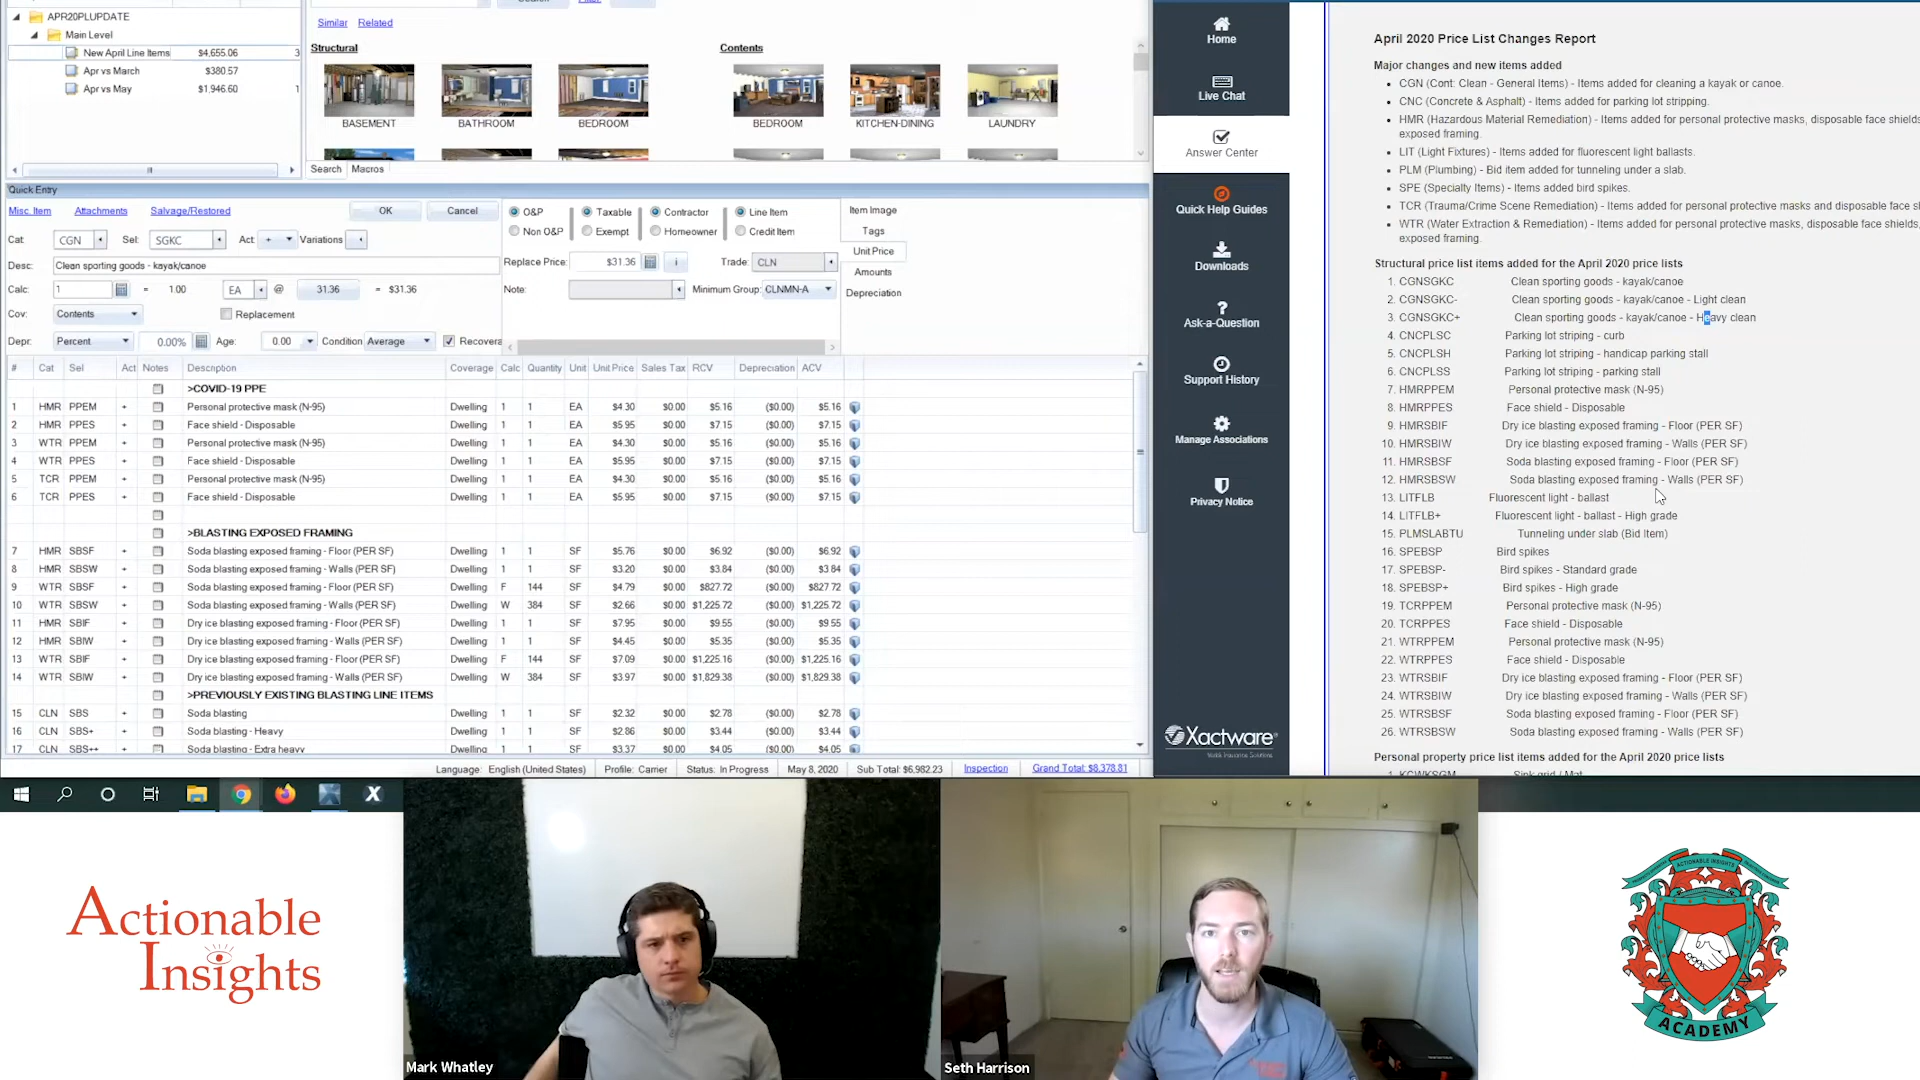 APR20PLUPDATE
Main Level
New April Line Items $4,655.06 3
Apr vs March $380.57
Apr vs May $1,946.60 1
Similar Related
Structural
Contents
BASEMENT BATHROOM BEDROOM
BEDROOM KITCHEN-DINING LAUNDRY
Search Macros
Quick Entry
Misc. Item Attachments Salvage/Restored OK Cancel
O&P Taxable Contractor Line Item
Non O&P Exempt Homeowner Credit Item
Item Image
Tags
Unit Price
Amounts
Depreciation
Cat: CGN Sel: SGKC Act: + Variations
Desc: Clean sporting goods - kayak/canoe
Replace Price: $31.36 i Trade: CLN
Calc: 1 = 1.00 EA @ 31.36 = $31.36
Note: Minimum Group: CLNMN-A
Cov: Contents Replacement
Depr: Percent 0.00% Age: 0.00 Condition Average Recovera
# Cat Sel Act Notes Description Coverage Calc Quantity Unit Unit Price Sales Tax RCV Depreciation ACV
>COVID-19 PPE
1 HMR PPEM + Personal protective mask (N-95) Dwelling 1 1 EA $4.30 $0.00 $5.16 ($0.00) $5.16
2 HMR PPES + Face shield - Disposable Dwelling 1 1 EA $5.95 $0.00 $7.15 ($0.00) $7.15
3 WTR PPEM + Personal protective mask (N-95) Dwelling 1 1 EA $4.30 $0.00 $5.16 ($0.00) $5.16
4 WTR PPES + Face shield - Disposable Dwelling 1 1 EA $5.95 $0.00 $7.15 ($0.00) $7.15
5 TCR PPEM + Personal protective mask (N-95) Dwelling 1 1 EA $4.30 $0.00 $5.16 ($0.00) $5.16
6 TCR PPES + Face shield - Disposable Dwelling 1 1 EA $5.95 $0.00 $7.15 ($0.00) $7.15
>BLASTING EXPOSED FRAMING
7 HMR SBSF + Soda blasting exposed framing - Floor (PER SF) Dwelling 1 1 SF $5.76 $0.00 $6.92 ($0.00) $6.92
8 HMR SBSW + Soda blasting exposed framing - Walls (PER SF) Dwelling 1 1 SF $3.20 $0.00 $3.84 ($0.00) $3.84
9 WTR SBSF + Soda blasting exposed framing - Floor (PER SF) Dwelling F 144 SF $4.79 $0.00 $827.72 ($0.00) $827.72
10 WTR SBSW + Soda blasting exposed framing - Walls (PER SF) Dwelling W 384 SF $2.66 $0.00 $1,225.72 ($0.00) $1,225.72
11 HMR SBIF + Dry ice blasting exposed framing - Floor (PER SF) Dwelling 1 1 SF $7.95 $0.00 $9.55 ($0.00) $9.55
12 HMR SBIW + Dry ice blasting exposed framing - Walls (PER SF) Dwelling 1 1 SF $4.45 $0.00 $5.35 ($0.00) $5.35
13 WTR SBIF + Dry ice blasting exposed framing - Floor (PER SF) Dwelling F 144 SF $7.09 $0.00 $1,225.16 ($0.00) $1,225.16
14 WTR SBIW + Dry ice blasting exposed framing - Walls (PER SF) Dwelling W 384 SF $3.97 $0.00 $1,829.38 ($0.00) $1,829.38
>PREVIOUSLY EXISTING BLASTING LINE ITEMS
15 CLN SBS + Soda blasting Dwelling 1 1 SF $2.32 $0.00 $2.78 ($0.00) $2.78
16 CLN SBS+ + Soda blasting - Heavy Dwelling 1 1 SF $2.86 $0.00 $3.44 ($0.00) $3.44
17 CLN SBS++ + Soda blasting - Extra heavy Dwelling 1 1 SF $3.37 $0.00 $4.05 ($0.00) $4.05
Language: English (United States) Profile: Carrier Status: In Progress May 8, 2020 Sub Total: $6,982.23 Inspection Grand Total: $8,378.81
Home
Live Chat
Answer Center
Quick Help Guides
Downloads
Ask-a-Question
Support History
Manage Associations
Privacy Notice
Xactware
April 2020 Price List Changes Report
Major changes and new items added
• CGN (Cont: Clean - General Items) - Items added for cleaning a kayak or canoe.
• CNC (Concrete & Asphalt) - Items added for parking lot stripping.
• HMR (Hazardous Material Remediation) - Items added for personal protective masks, disposable face shields
exposed framing.
• LIT (Light Fixtures) - Items added for fluorescent light ballasts.
• PLM (Plumbing) - Bid item added for tunneling under a slab.
• SPE (Specialty Items) - Items added bird spikes.
• TCR (Trauma/Crime Scene Remediation) - Items added for personal protective masks and disposable face sh
• WTR (Water Extraction & Remediation) - Items added for personal protective masks, disposable face shields,
exposed framing.
Structural price list items added for the April 2020 price lists
1. CGNSGKC Clean sporting goods - kayak/canoe
2. CGNSGKC- Clean sporting goods - kayak/canoe - Light clean
3. CGNSGKC+ Clean sporting goods - kayak/canoe - Heavy clean
4. CNCPLSC Parking lot striping - curb
5. CNCPLSH Parking lot striping - handicap parking stall
6. CNCPLSS Parking lot striping - parking stall
7. HMRPPEM Personal protective mask (N-95)
8. HMRPPES Face shield - Disposable
9. HMRSBIF Dry ice blasting exposed framing - Floor (PER SF)
10. HMRSBIW Dry ice blasting exposed framing - Walls (PER SF)
11. HMRSBSF Soda blasting exposed framing - Floor (PER SF)
12. HMRSBSW Soda blasting exposed framing - Walls (PER SF)
13. LITFLB Fluorescent light - ballast
14. LITFLB+ Fluorescent light - ballast - High grade
15. PLMSLABTU Tunneling under slab (Bid Item)
16. SPEBSP Bird spikes
17. SPEBSP- Bird spikes - Standard grade
18. SPEBSP+ Bird spikes - High grade
19. TCRPPEM Personal protective mask (N-95)
20. TCRPPES Face shield - Disposable
21. WTRPPEM Personal protective mask (N-95)
22. WTRPPES Face shield - Disposable
23. WTRSBIF Dry ice blasting exposed framing - Floor (PER SF)
24. WTRSBIW Dry ice blasting exposed framing - Walls (PER SF)
25. WTRSBSF Soda blasting exposed framing - Floor (PER SF)
26. WTRSBSW Soda blasting exposed framing - Walls (PER SF)
Personal property price list items added for the April 2020 price lists
Actionable
Insights
Mark Whatley
Seth Harrison
ACADEMY